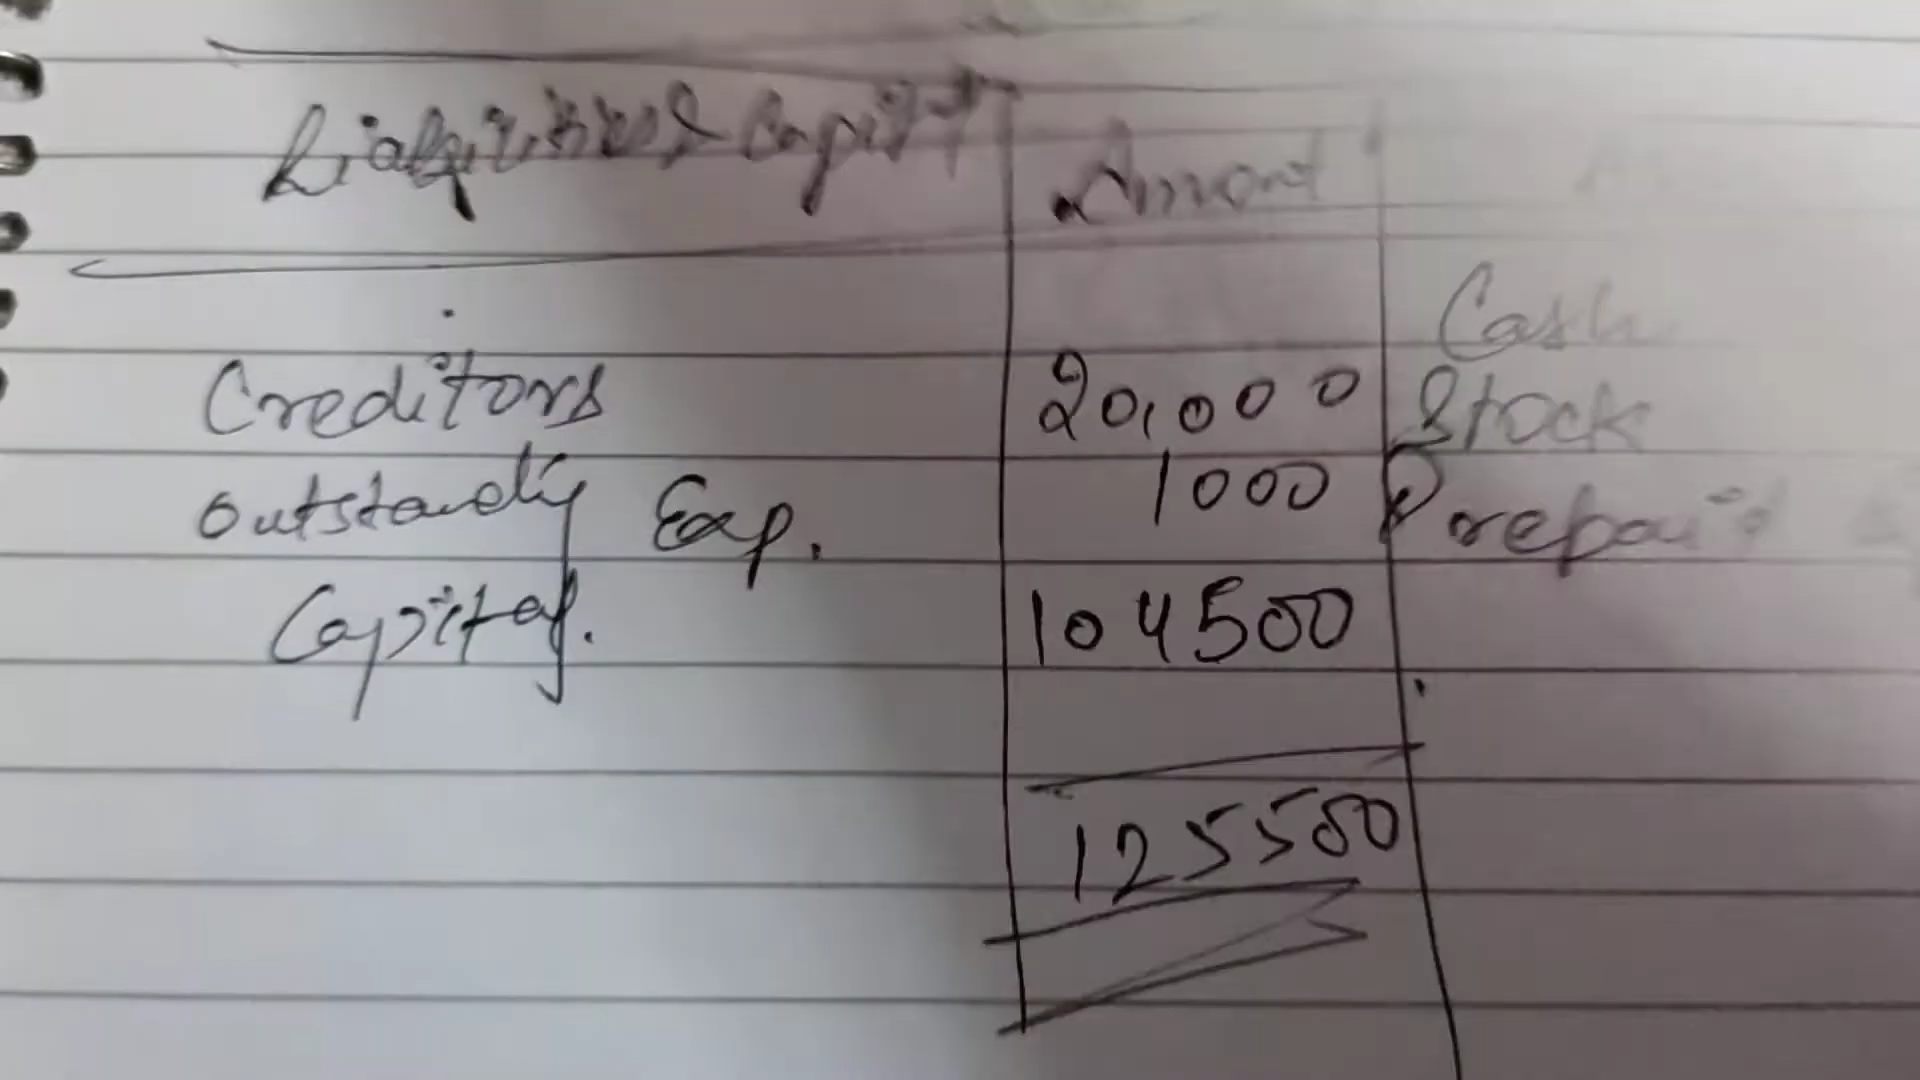 Liabilities & Capital Amount
Cash
Creditors 20,000 Stock
Outstanding Exp. 1000 Prepaid
Capital. 104500
125500